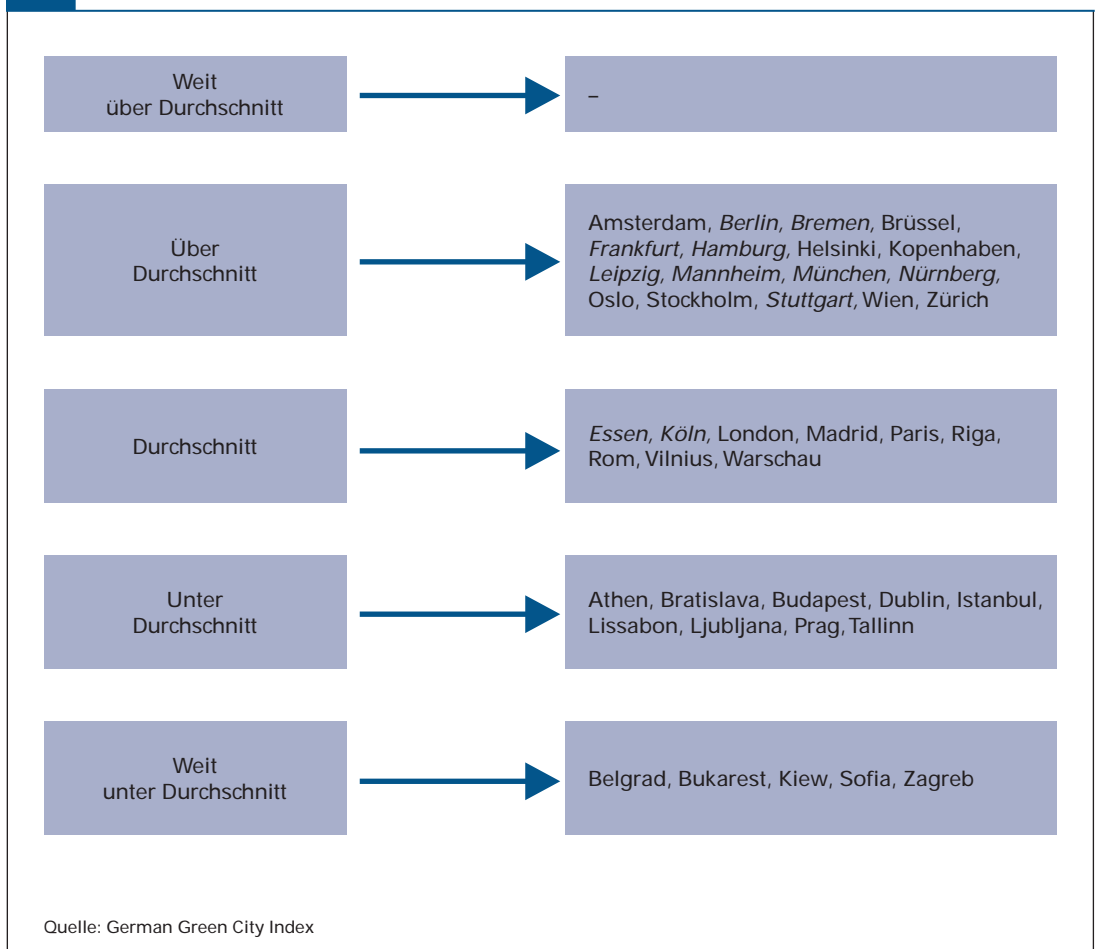 Weit
über Durchschnitt
–
Über
Durchschnitt
Amsterdam, Berlin, Bremen, Brüssel,
Frankfurt, Hamburg, Helsinki, Kopenhaben,
Leipzig, Mannheim, München, Nürnberg,
Oslo, Stockholm, Stuttgart, Wien, Zürich
Durchschnitt
Essen, Köln, London, Madrid, Paris, Riga,
Rom, Vilnius, Warschau
Unter
Durchschnitt
Athen, Bratislava, Budapest, Dublin, Istanbul,
Lissabon, Ljubljana, Prag, Tallinn
Weit
unter Durchschnitt
Belgrad, Bukarest, Kiew, Sofia, Zagreb
Quelle: German Green City Index